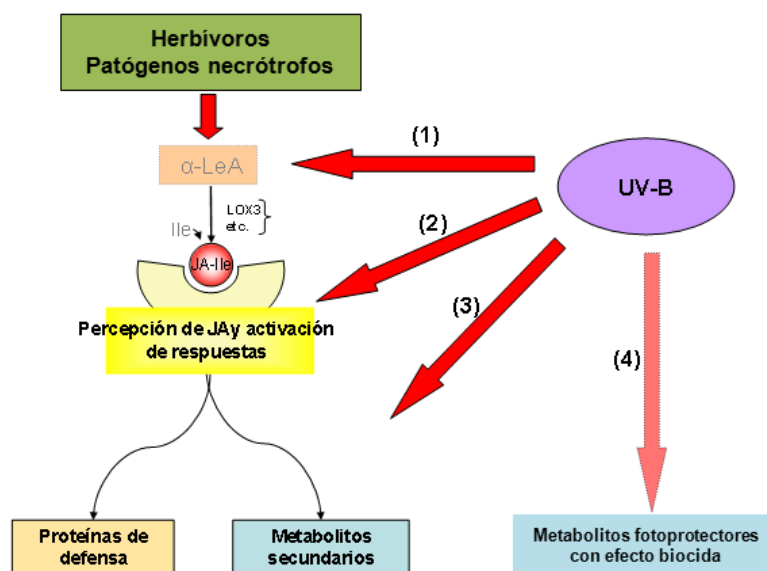 Herbívoros
Patógenos necrótrofos
(1)
α-LeA
UV-B
LOX3
etc.
Ile
(2)
JA-Ile
(3)
Percepción de JAy activación
de respuestas
(4)
Proteínas de
defensa
Metabolitos
secundarios
Metabolitos fotoprotectores
con efecto biocida